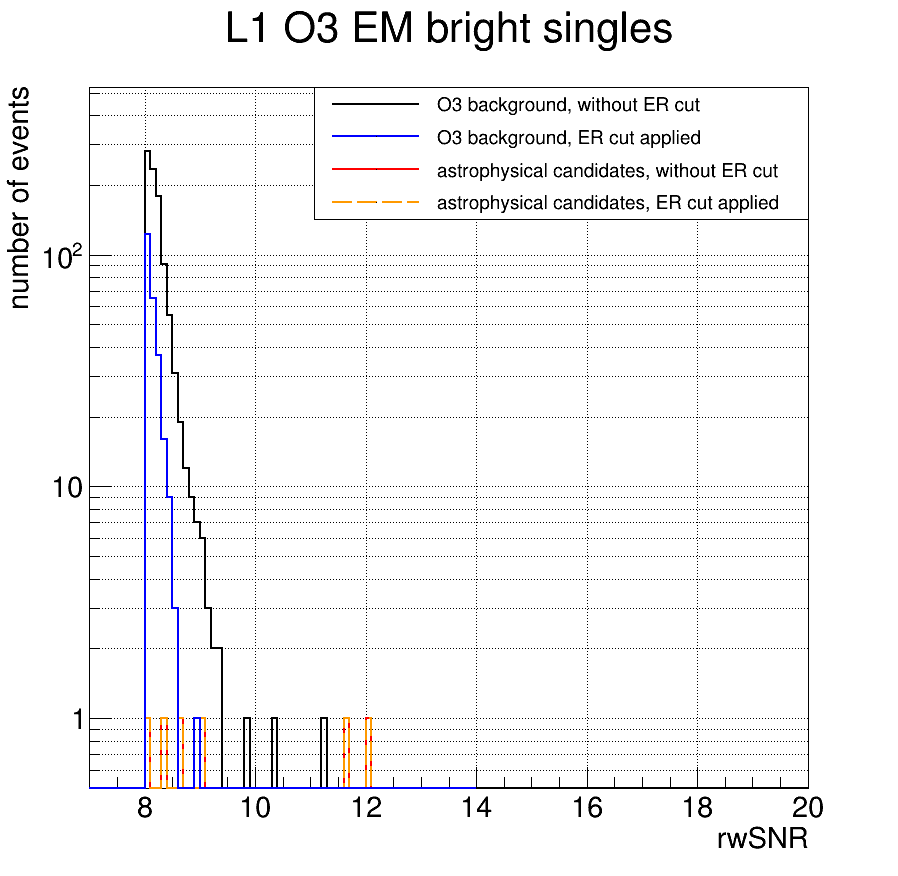 L1 O3 EM bright singles
number of events
O3 background, without ER cut
O3 background, ER cut applied
astrophysical candidates, without ER cut
astrophysical candidates, ER cut applied
10²
10
1
8 10 12 14 16 18 20
rwSNR